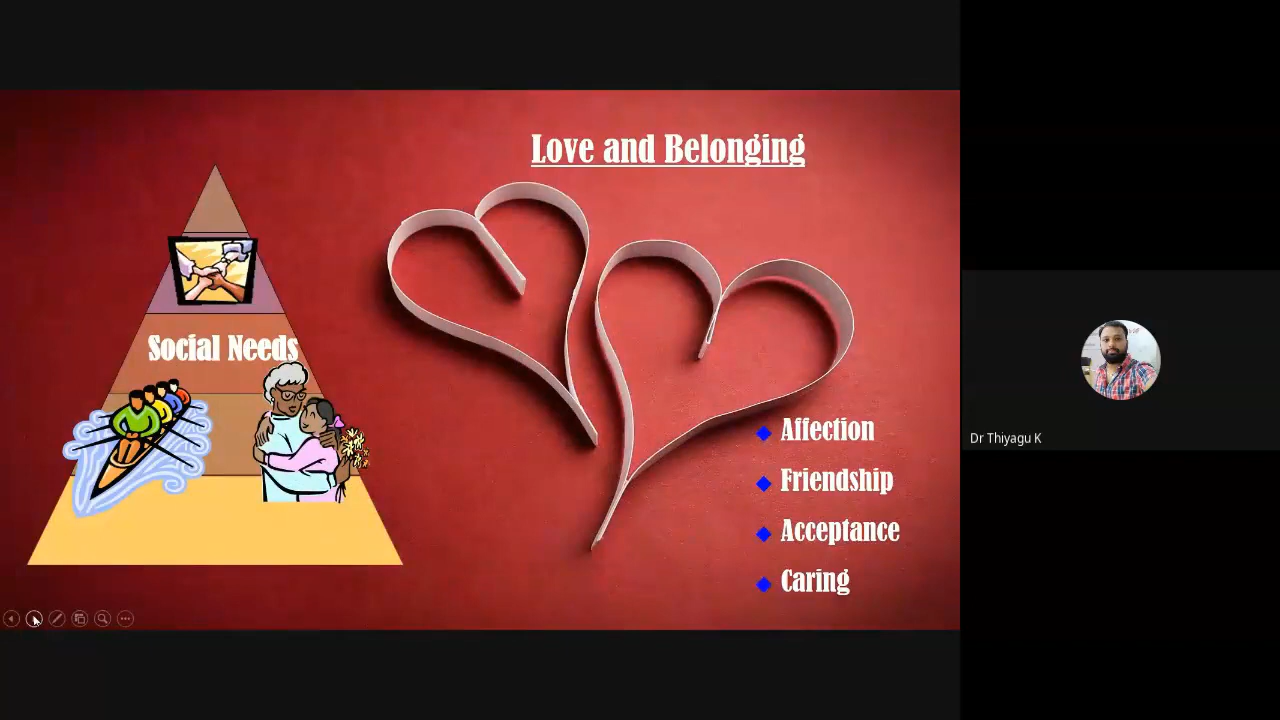 Love and Belonging
Social Needs
Affection
Friendship
Acceptance
Caring
Dr Thiyagu K